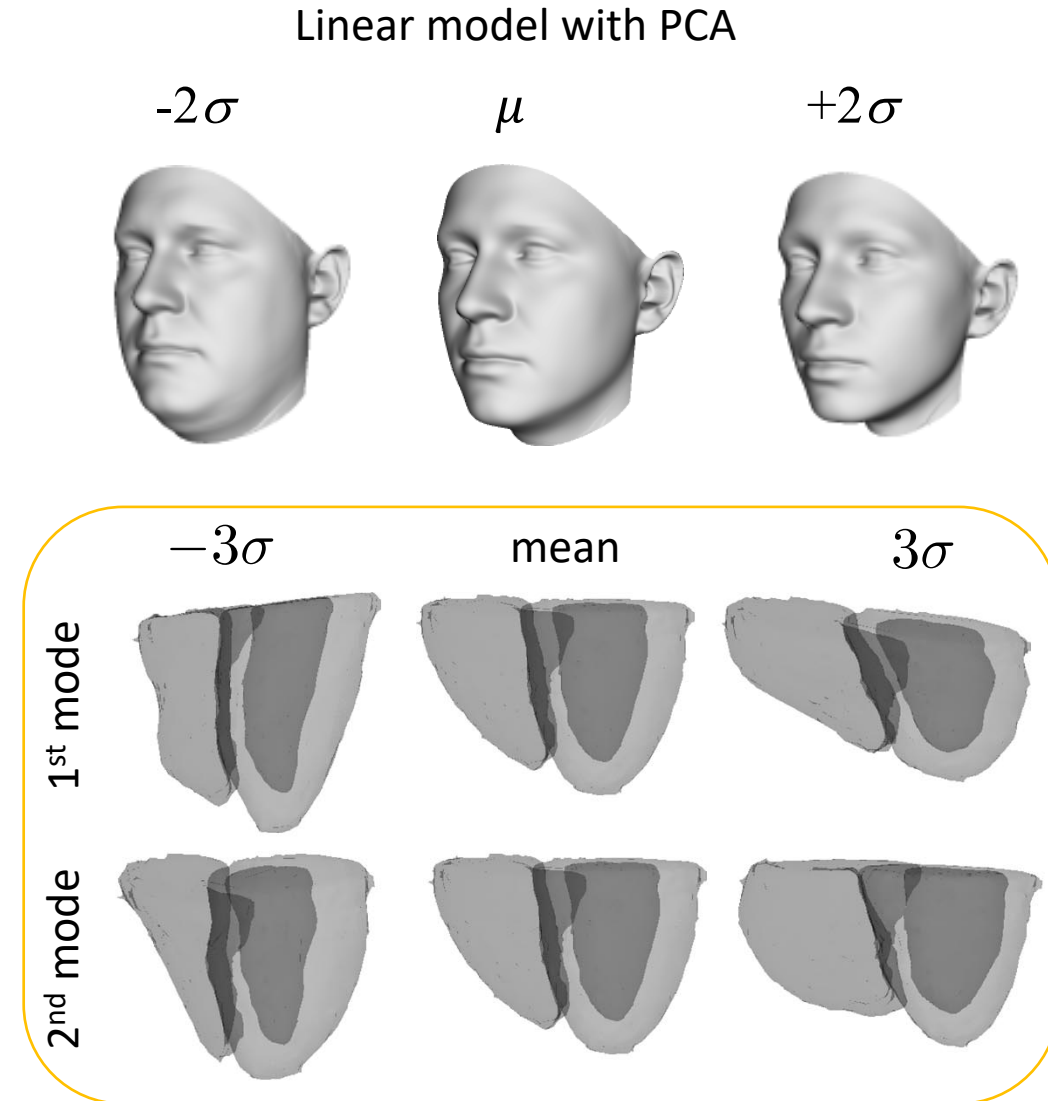 Linear model with PCA
-2σ μ +2σ
−3σ mean 3σ
1st mode
2nd mode